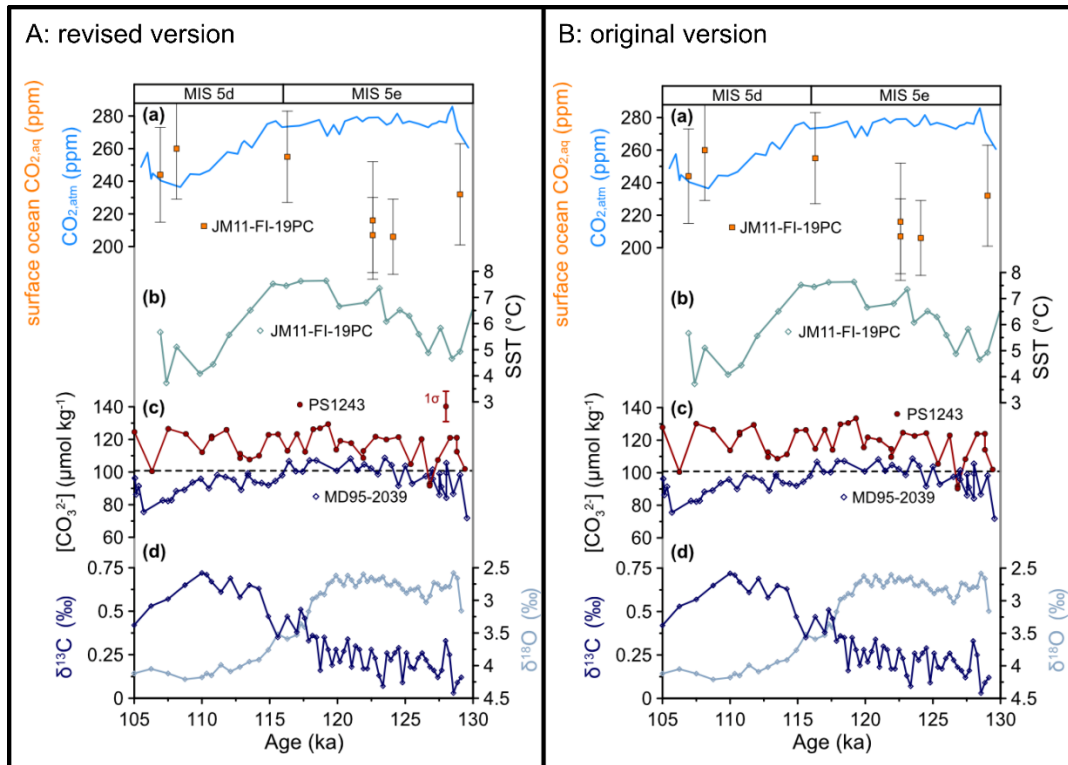 A: revised version
MIS 5d MIS 5e
surface ocean CO2,aq (ppm)
CO2,atm (ppm)
(a)
280
260
240
220
200
JM11-FI-19PC
(b)
JM11-FI-19PC
8
7
6
5
4
3
SST (°C)
(c)
PS1243
1σ
140
120
100
80
60
[CO3²⁻] (µmol kg⁻¹)
MD95-2039
(d)
0.75
0.5
0.25
0
δ¹³C (‰)
2.5
3
3.5
4
4.5
δ¹⁸O (‰)
105 110 115 120 125 130
Age (ka)
B: original version
MIS 5d MIS 5e
surface ocean CO2,aq (ppm)
CO2,atm (ppm)
(a)
280
260
240
220
200
JM11-FI-19PC
(b)
JM11-FI-19PC
8
7
6
5
4
3
SST (°C)
(c)
PS1243
140
120
100
80
60
[CO3²⁻] (µmol kg⁻¹)
MD95-2039
(d)
0.75
0.5
0.25
0
δ¹³C (‰)
2.5
3
3.5
4
4.5
δ¹⁸O (‰)
105 110 115 120 125 130
Age (ka)